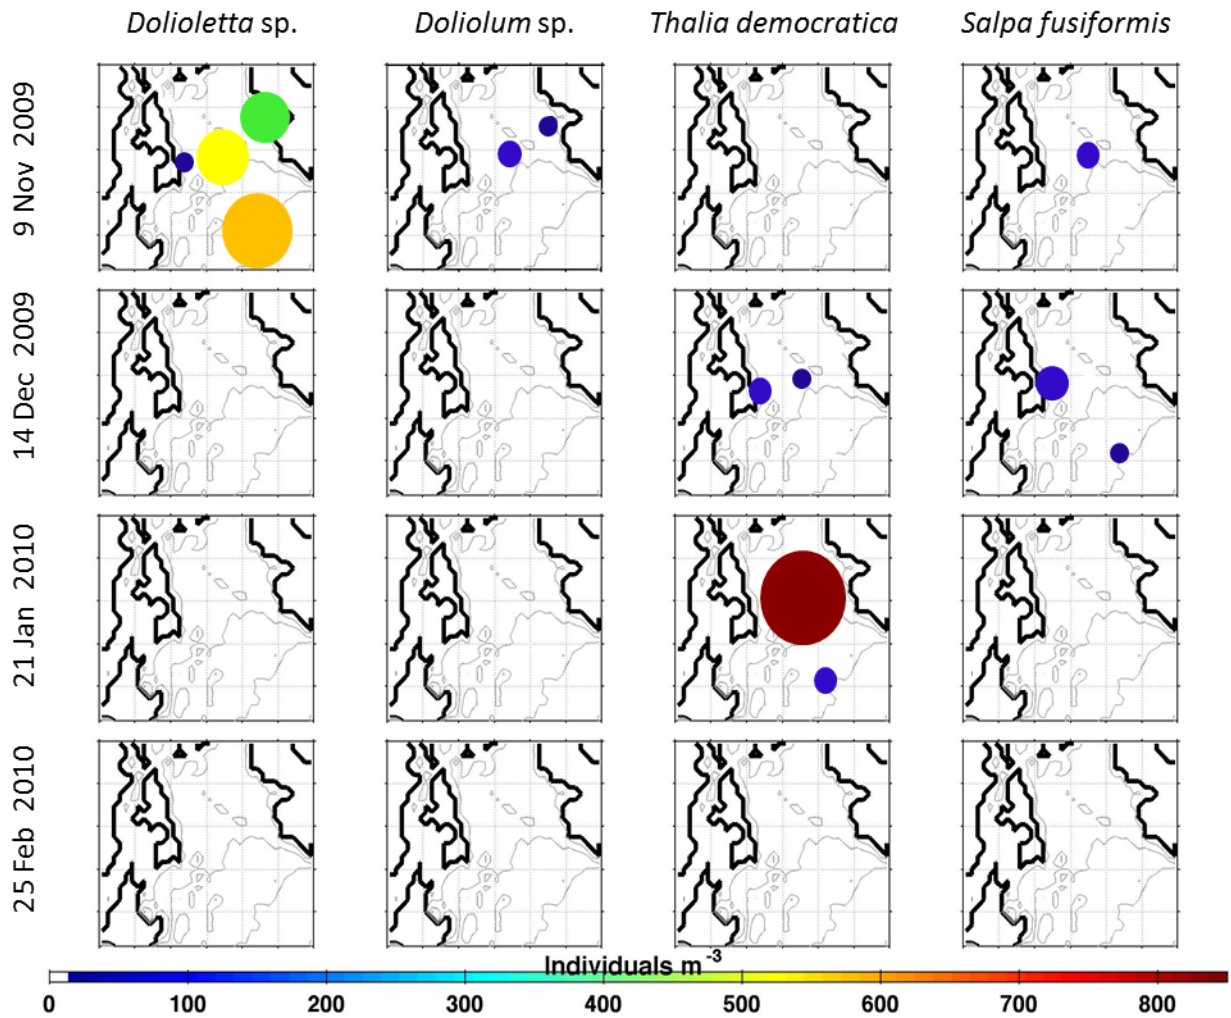 Dolioletta sp. Doliolum sp. Thalia democratica Salpa fusiformis
9 Nov 2009
14 Dec 2009
21 Jan 2010
25 Feb 2010
Individuals m⁻³
0 100 200 300 400 500 600 700 800